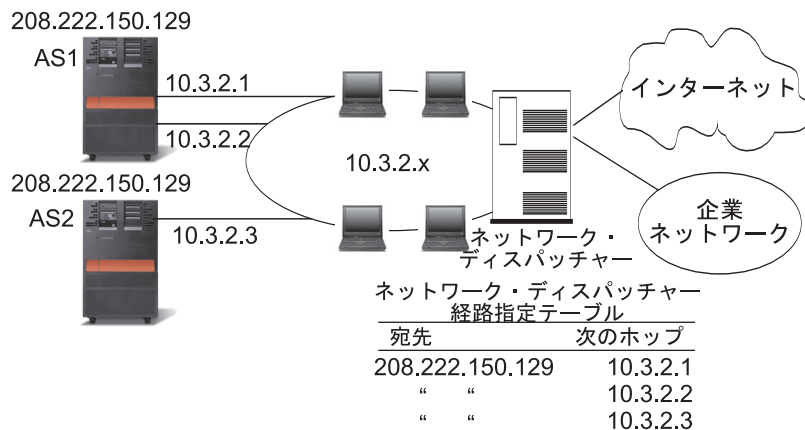 208.222.150.129
AS1
10.3.2.1
10.3.2.2
208.222.150.129
AS2
10.3.2.3
10.3.2.x
インターネット
企業
ネットワーク
ネットワーク・
ディスパッチャー
ネットワーク・ディスパッチャー
経路指定テーブル
宛先 次のホップ
208.222.150.129 10.3.2.1
“ “ 10.3.2.2
“ “ 10.3.2.3